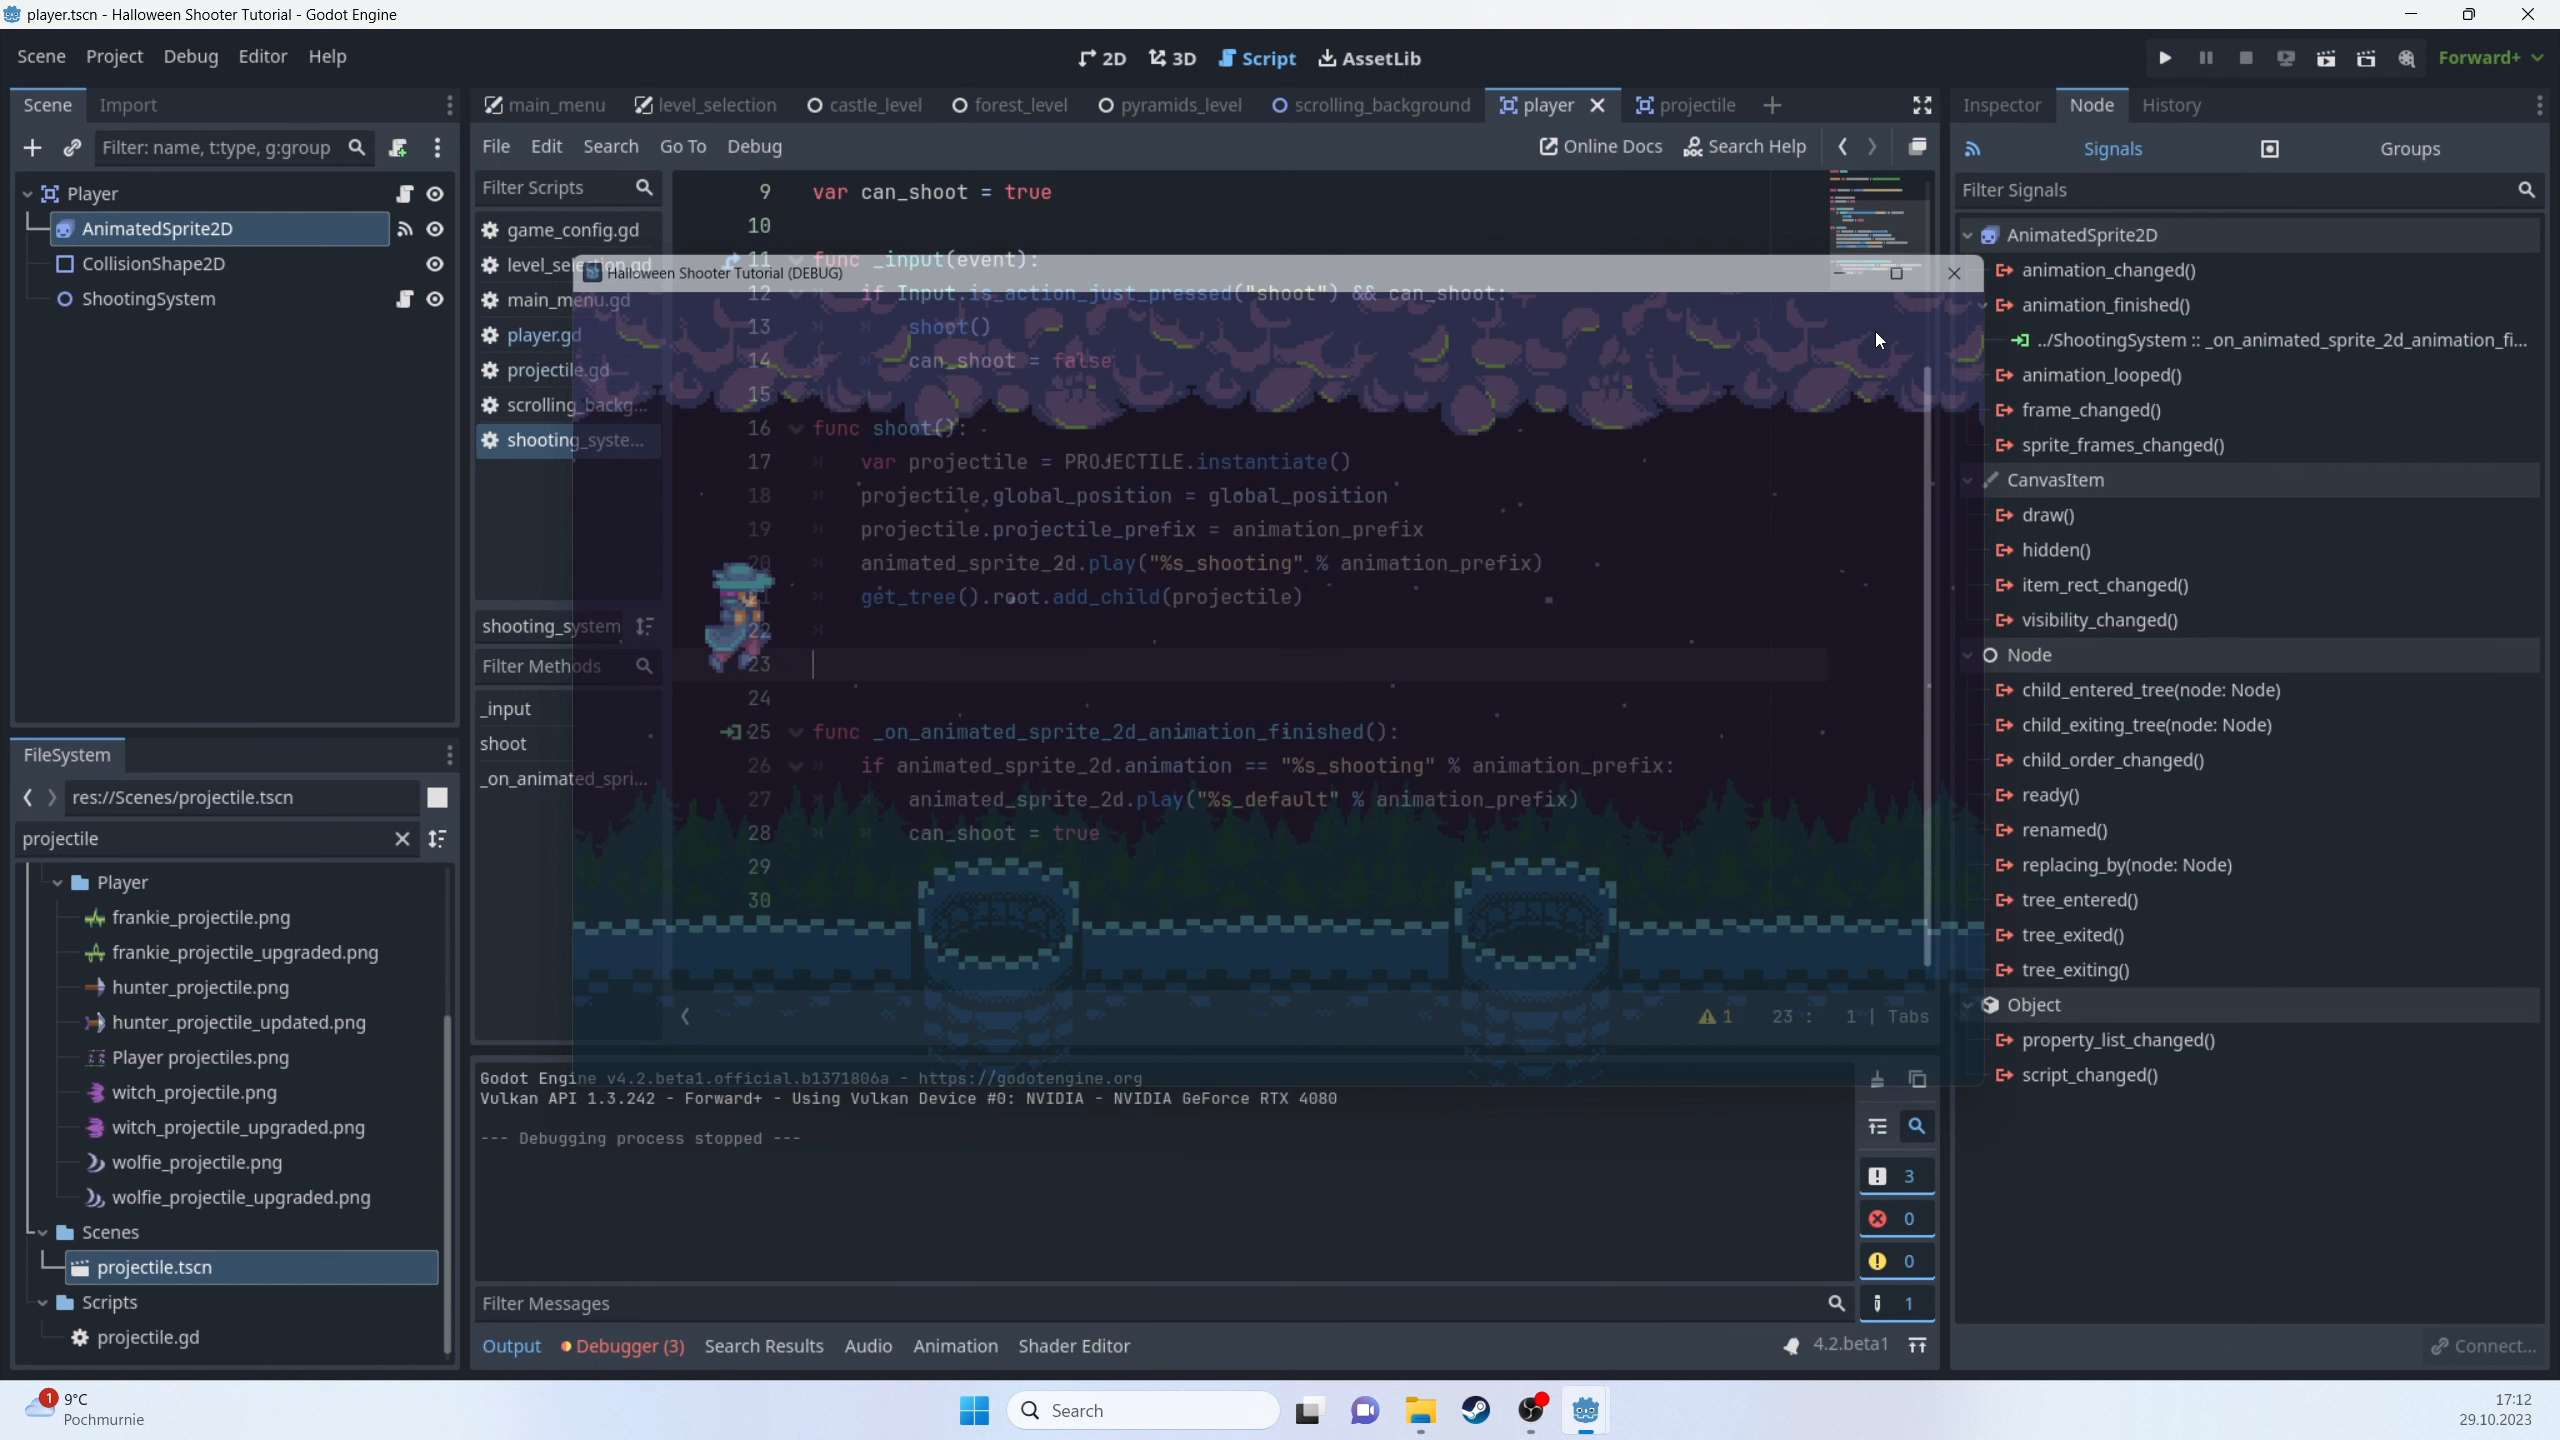 player.tscn - Halloween Shooter Tutorial - Godot Engine
Scene Project Debug Editor Help
2D 3D Script AssetLib
Forward+
Scene Import
main_menu level_selection castle_level forest_level pyramids_level scrolling_background player projectile
Inspector Node History
Filter: name, t:type, g:group
File Edit Search Go To Debug
Online Docs Search Help
Signals Groups
Player
AnimatedSprite2D
CollisionShape2D
ShootingSystem
Filter Scripts
game_config.gd
level_selection.gd
main_menu.gd
player.gd
projectile.gd
scrolling_backg...
shooting_syste...
shooting_system
Filter Methods
_input
shoot
_on_animated_spri...
Halloween Shooter Tutorial (DEBUG)
9 var can_shoot = true
10
11 func _input(event):
12 if Input.is_action_just_pressed("shoot") && can_shoot:
13 shoot()
14 can_shoot = false
15
16 func shoot():
17 var projectile = PROJECTILE.instantiate()
18 projectile.global_position = global_position
19 projectile.projectile_prefix = animation_prefix
20 animated_sprite_2d.play("%s_shooting" % animation_prefix)
21 get_tree().root.add_child(projectile)
22
23
24
25 func _on_animated_sprite_2d_animation_finished():
26 if animated_sprite_2d.animation == "%s_shooting" % animation_prefix:
27 animated_sprite_2d.play("%s_default" % animation_prefix)
28 can_shoot = true
29
30
1 23 : 1 | Tabs
Filter Signals
AnimatedSprite2D
animation_changed()
animation_finished()
../ShootingSystem :: _on_animated_sprite_2d_animation_fi...
animation_looped()
frame_changed()
sprite_frames_changed()
CanvasItem
draw()
hidden()
item_rect_changed()
visibility_changed()
Node
child_entered_tree(node: Node)
child_exiting_tree(node: Node)
child_order_changed()
ready()
renamed()
replacing_by(node: Node)
tree_entered()
tree_exited()
tree_exiting()
Object
property_list_changed()
script_changed()
Connect...
FileSystem
res://Scenes/projectile.tscn
projectile
Player
frankie_projectile.png
frankie_projectile_upgraded.png
hunter_projectile.png
hunter_projectile_updated.png
Player projectiles.png
witch_projectile.png
witch_projectile_upgraded.png
wolfie_projectile.png
wolfie_projectile_upgraded.png
Scenes
projectile.tscn
Scripts
projectile.gd
Godot Engine v4.2.beta1.official.b1371806a - https://godotengine.org
Vulkan API 1.3.242 - Forward+ - Using Vulkan Device #0: NVIDIA - NVIDIA GeForce RTX 4080
--- Debugging process stopped ---
3
0
0
1
Filter Messages
Output Debugger (3) Search Results Audio Animation Shader Editor
4.2.beta1
1 9°C
Pochmurnie
Search
17:12
29.10.2023